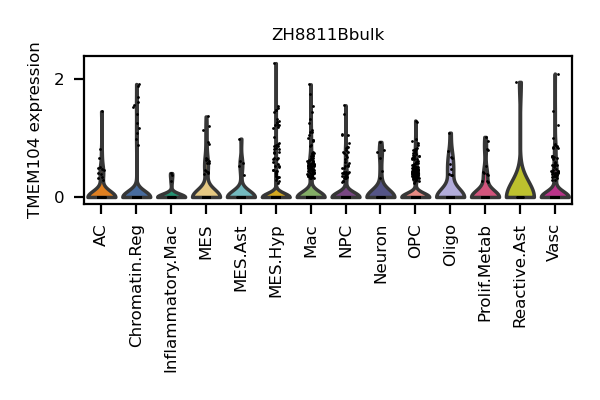 ZH8811Bbulk
TMEM104 expression
2
0
AC
Chromatin.Reg
Inflammatory.Mac
MES
MES.Ast
MES.Hyp
Mac
NPC
Neuron
OPC
Oligo
Prolif.Metab
Reactive.Ast
Vasc